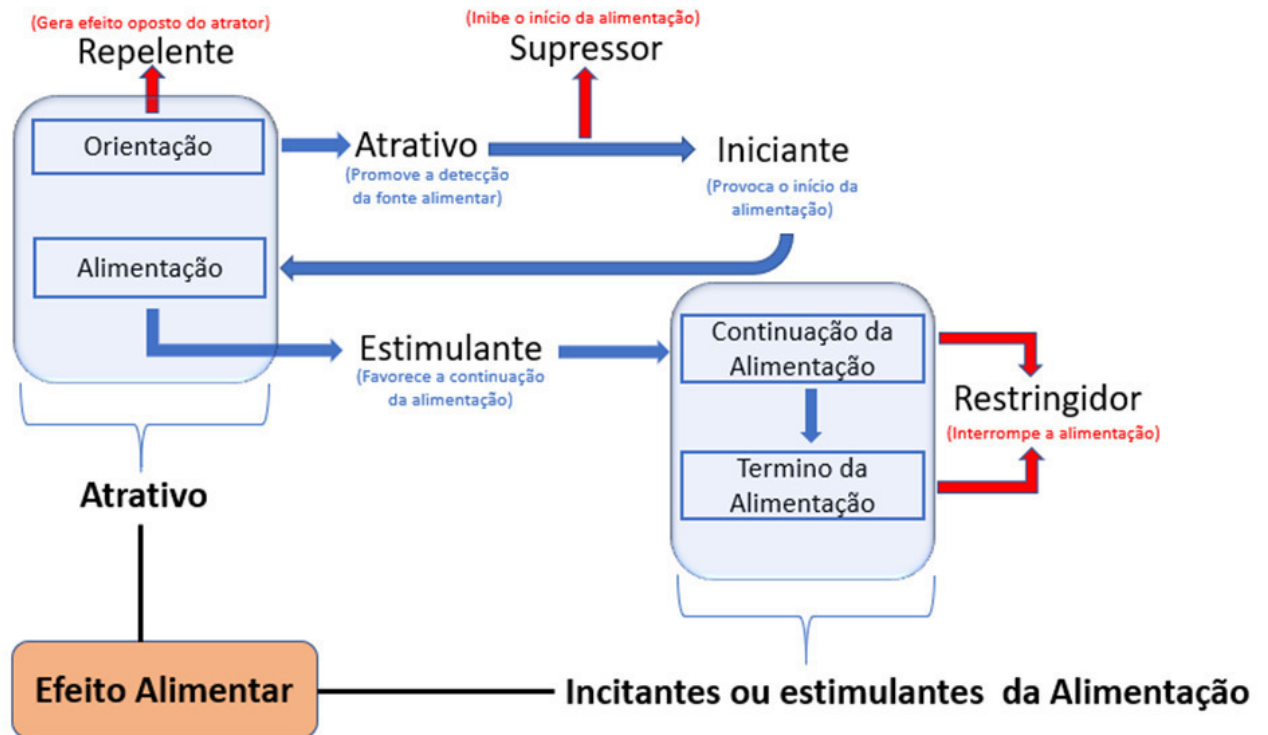 (Gera efeito oposto do atrator)
Repelente
(Inibe o início da alimentação)
Supressor
Orientação
Atrativo
(Promove a detecção
da fonte alimentar)
Iniciante
(Provoca o início da
alimentação)
Alimentação
Estimulante
(Favorece a continuação
da alimentação)
Continuação da
Alimentação
Restringidor
(Interrompe a alimentação)
Termino da
Alimentação
Atrativo
Efeito Alimentar
Incitantes ou estimulantes da Alimentação